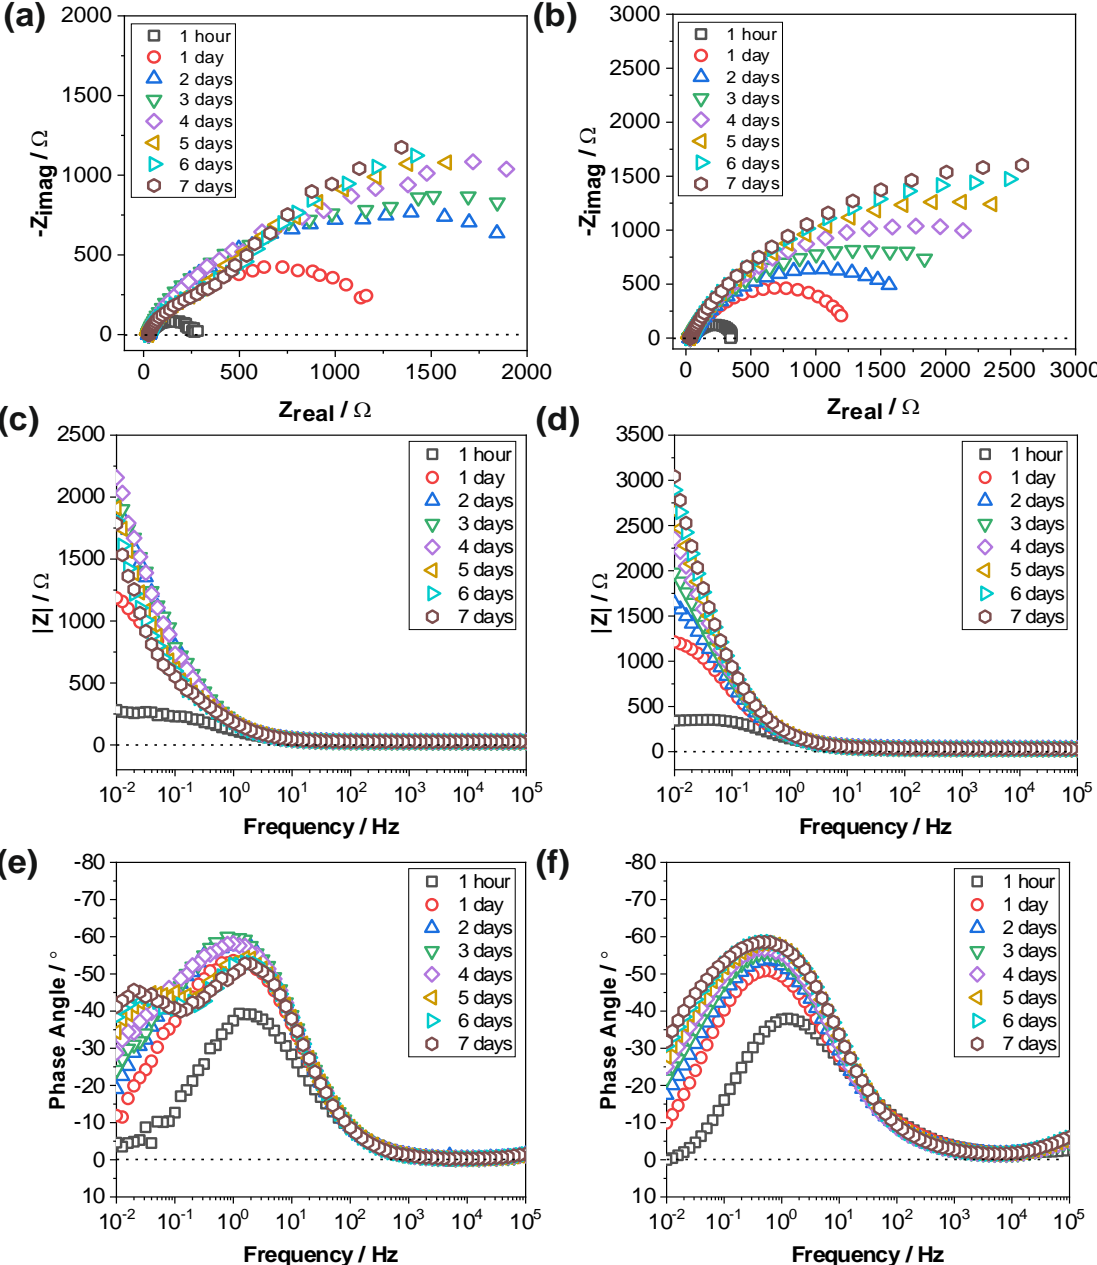 (a)
2000
1500
1000
500
0
-Zimag / Ω
1 hour
1 day
2 days
3 days
4 days
5 days
6 days
7 days
0 500 1000 1500 2000
Zreal / Ω
(b)
3000
2500
2000
1500
1000
500
0
-Zimag / Ω
1 hour
1 day
2 days
3 days
4 days
5 days
6 days
7 days
0 500 1000 1500 2000 2500 3000
Zreal / Ω
(c)
2500
2000
1500
1000
500
0
|Z| / Ω
1 hour
1 day
2 days
3 days
4 days
5 days
6 days
7 days
10-2 10-1 100 101 102 103 104 105
Frequency / Hz
(d)
3500
3000
2500
2000
1500
1000
500
0
|Z| / Ω
1 hour
1 day
2 days
3 days
4 days
5 days
6 days
7 days
10-2 10-1 100 101 102 103 104 105
Frequency / Hz
(e)
-80
-70
-60
-50
-40
-30
-20
-10
0
10
Phase Angle / °
1 hour
1 day
2 days
3 days
4 days
5 days
6 days
7 days
10-2 10-1 100 101 102 103 104 105
Frequency / Hz
(f)
-80
-70
-60
-50
-40
-30
-20
-10
0
10
Phase Angle / °
1 hour
1 day
2 days
3 days
4 days
5 days
6 days
7 days
10-2 10-1 100 101 102 103 104 105
Frequency / Hz